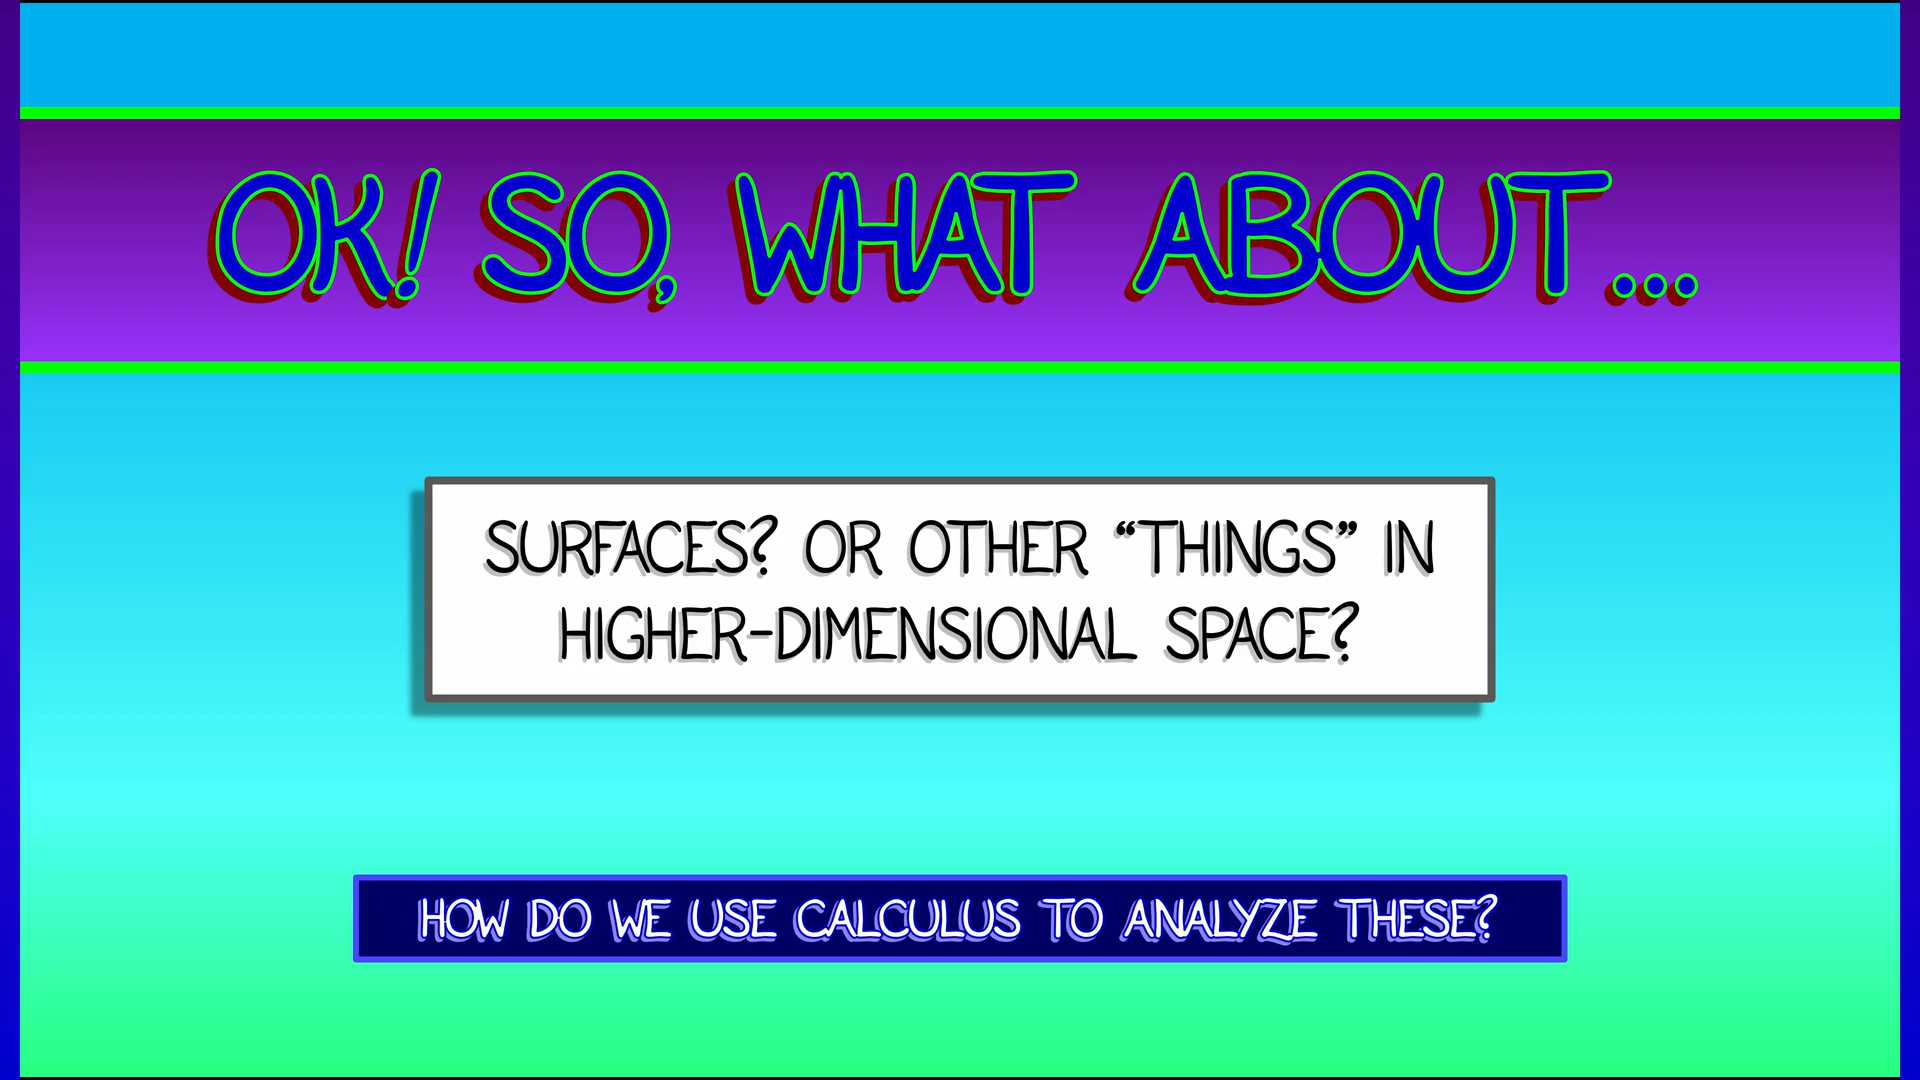 OK! SO, WHAT ABOUT...
SURFACES? OR OTHER “THINGS” IN
HIGHER-DIMENSIONAL SPACE?
HOW DO WE USE CALCULUS TO ANALYZE THESE?